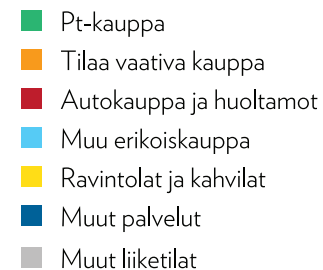 Pt-kauppa
Tilaa vaativa kauppa
Autokauppa ja huoltamot
Muu erikoiskauppa
Ravintolat ja kahvilat
Muut palvelut
Muut liiketilat